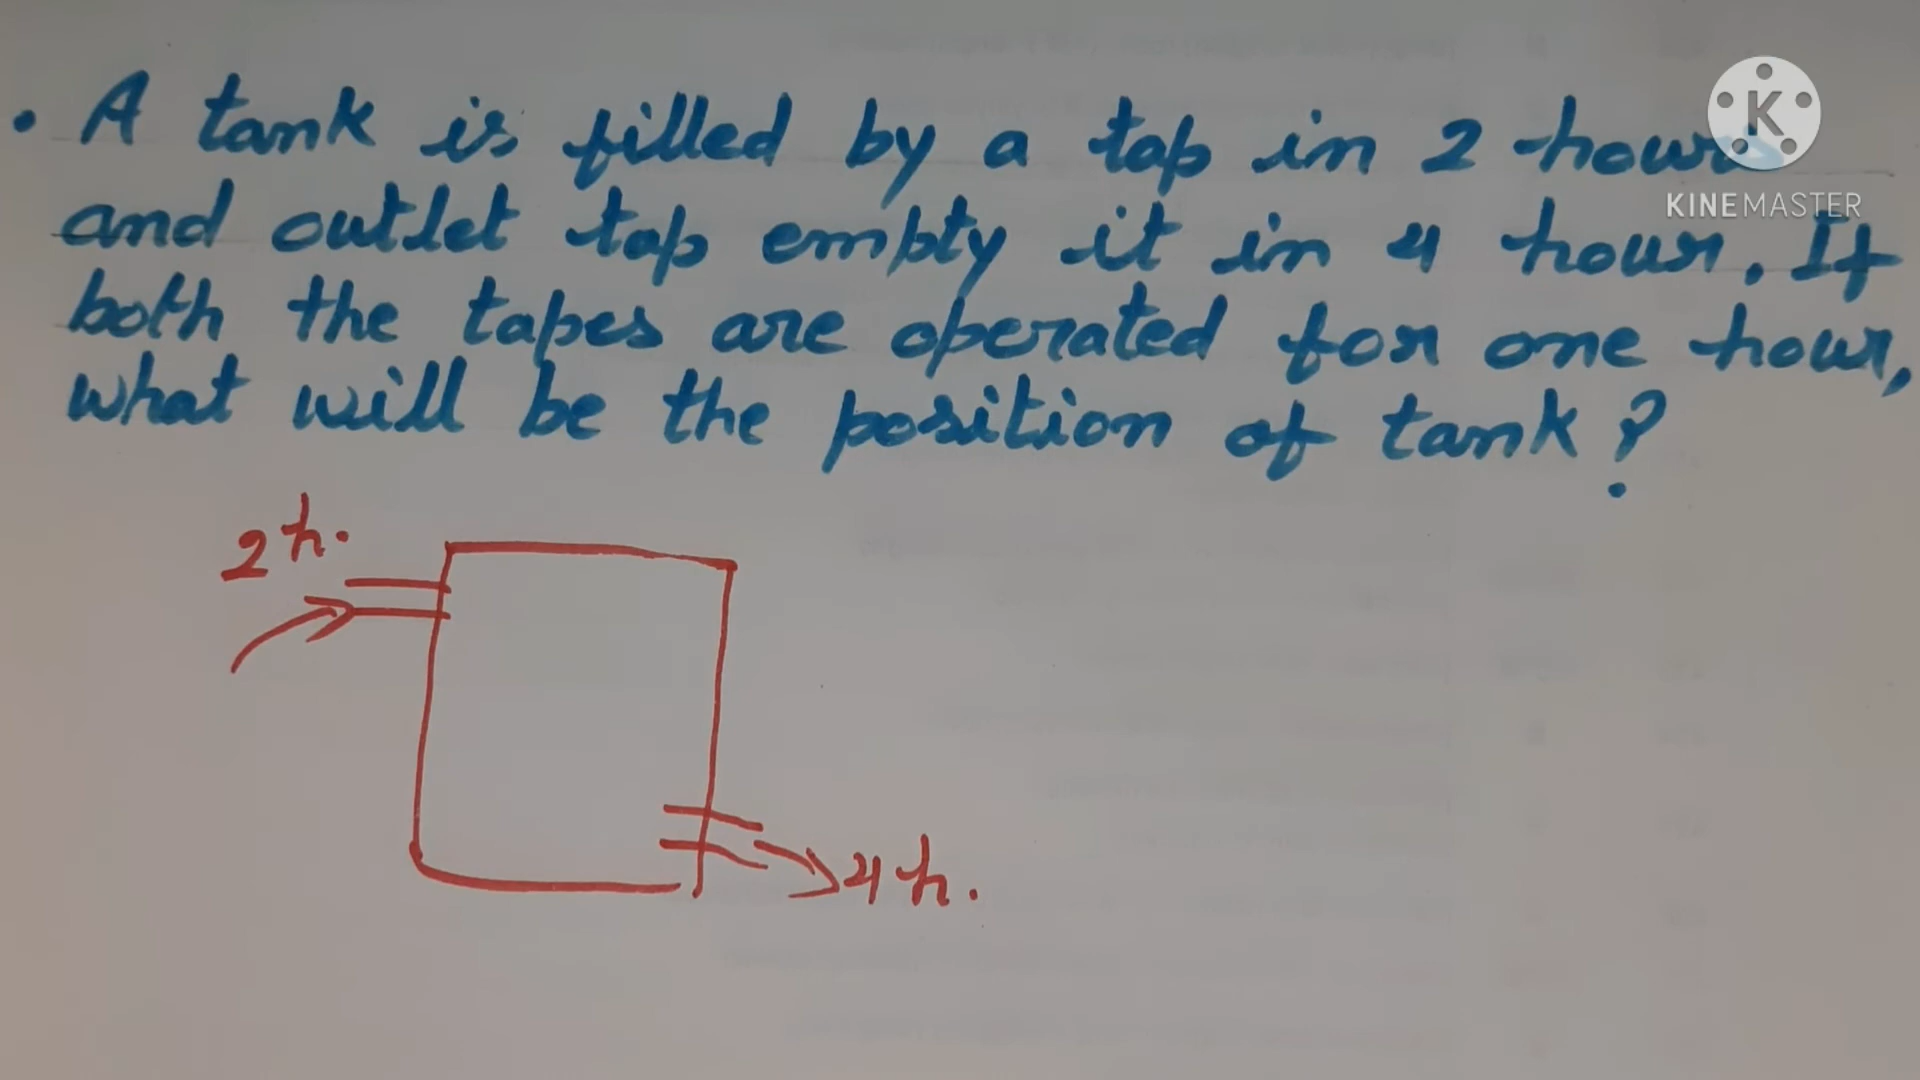 . A tank is filled by a tap in 2 hours
and outlet tap empty it in 4 hour. If
both the tapes are operated for one hour,
what will be the position of tank?
2h.
4h.
K
KINEMASTER